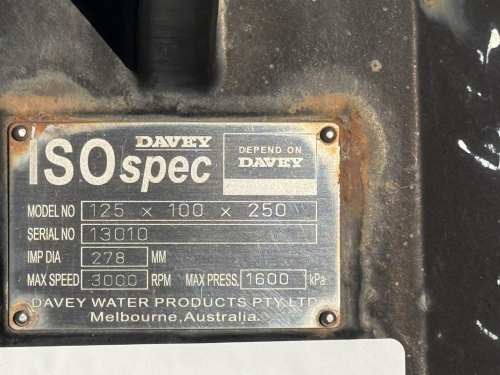 DAVEY
ISOspec
DEPEND ON
DAVEY
MODEL NO 125 x 100 x 250
SERIAL NO 13010
IMP DIA 278 MM
MAX SPEED 3000 RPM MAX PRESS. 1600 kPa
DAVEY WATER PRODUCTS PTY. LTD.
Melbourne, Australia.